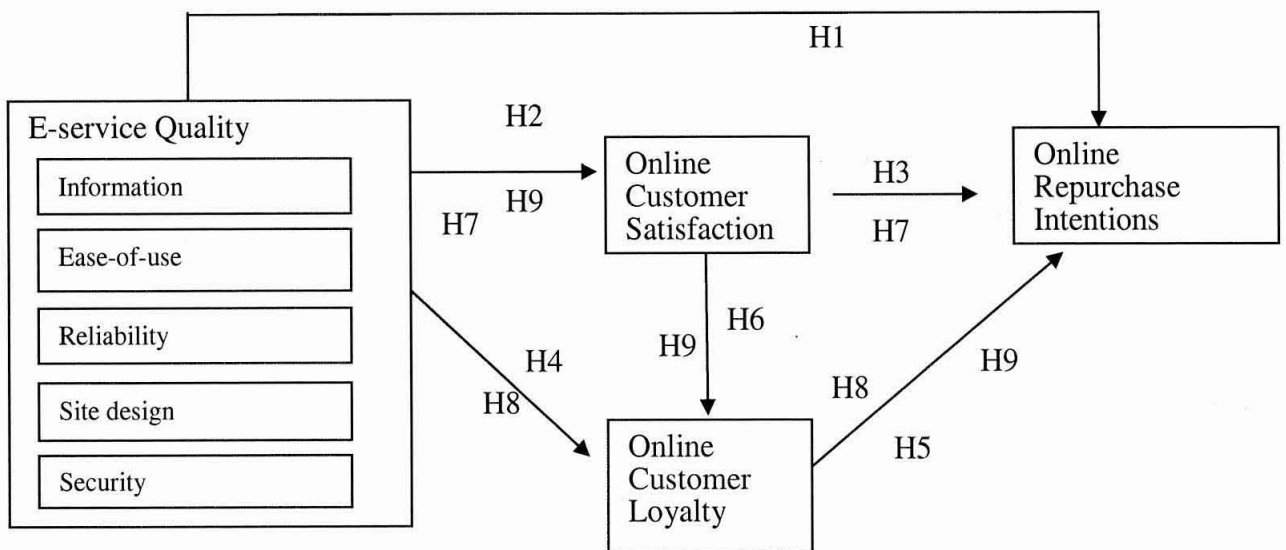 H1
E-service Quality
Information
Ease-of-use
Reliability
Site design
Security
H2
H9
H7
Online
Customer
Satisfaction
H3
H7
Online
Repurchase
Intentions
H6
H9
H4
H8
Online
Customer
Loyalty
H8
H9
H5